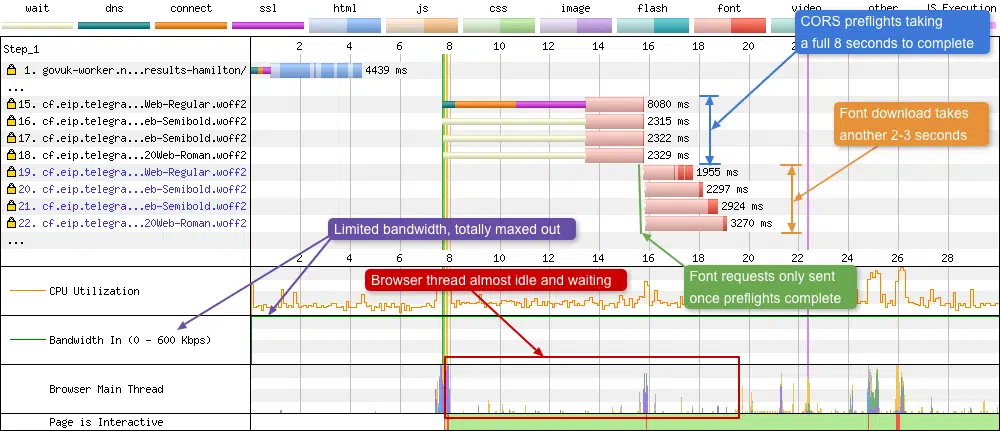 wait dns connect ssl html js css image flash font video other JS Execution
CORS preflights taking
a full 8 seconds to complete
Step_1
2 4 6 8 10 12 14 16 18 20 22 24 26 28
1. govuk-worker.n...results-hamilton/ 4439 ms
...
15. cf.eip.telegra...Web-Regular.woff2 8080 ms
16. cf.eip.telegra...eb-Semibold.woff2 2315 ms
17. cf.eip.telegra...eb-Semibold.woff2 2322 ms
18. cf.eip.telegra...20Web-Roman.woff2 2329 ms
Font download takes
another 2-3 seconds
19. cf.eip.telegra...Web-Regular.woff2 1955 ms
20. cf.eip.telegra...eb-Semibold.woff2 2297 ms
21. cf.eip.telegra...eb-Semibold.woff2 2924 ms
22. cf.eip.telegra...20Web-Roman.woff2 3270 ms
...
Limited bandwidth, totally maxed out
2 4 6 8 10 12 14 16 18 20 22 24 26 28
Browser thread almost idle and waiting
Font requests only sent
once preflights complete
CPU Utilization
Bandwidth In (0 - 600 Kbps)
Browser Main Thread
Page is Interactive